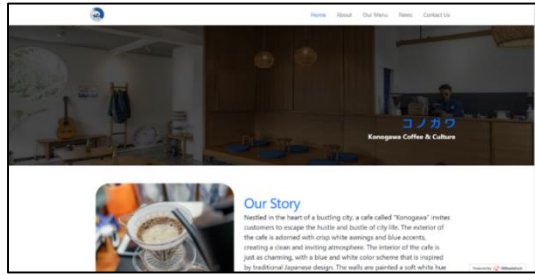 Home About Our Menu News Contact Us
コノガワ
Konogawa Coffee & Culture
Our Story
Nestled in the heart of a bustling city, a cafe called "Konogawa" invites
customers to escape the hustle and bustle of city life. The exterior of
the cafe is adorned with crisp white awnings and blue accents,
creating a clean and inviting atmosphere. The interior of the cafe is
just as charming, with a blue and white color scheme that is inspired
by traditional Japanese design. The walls are painted a soft white hue